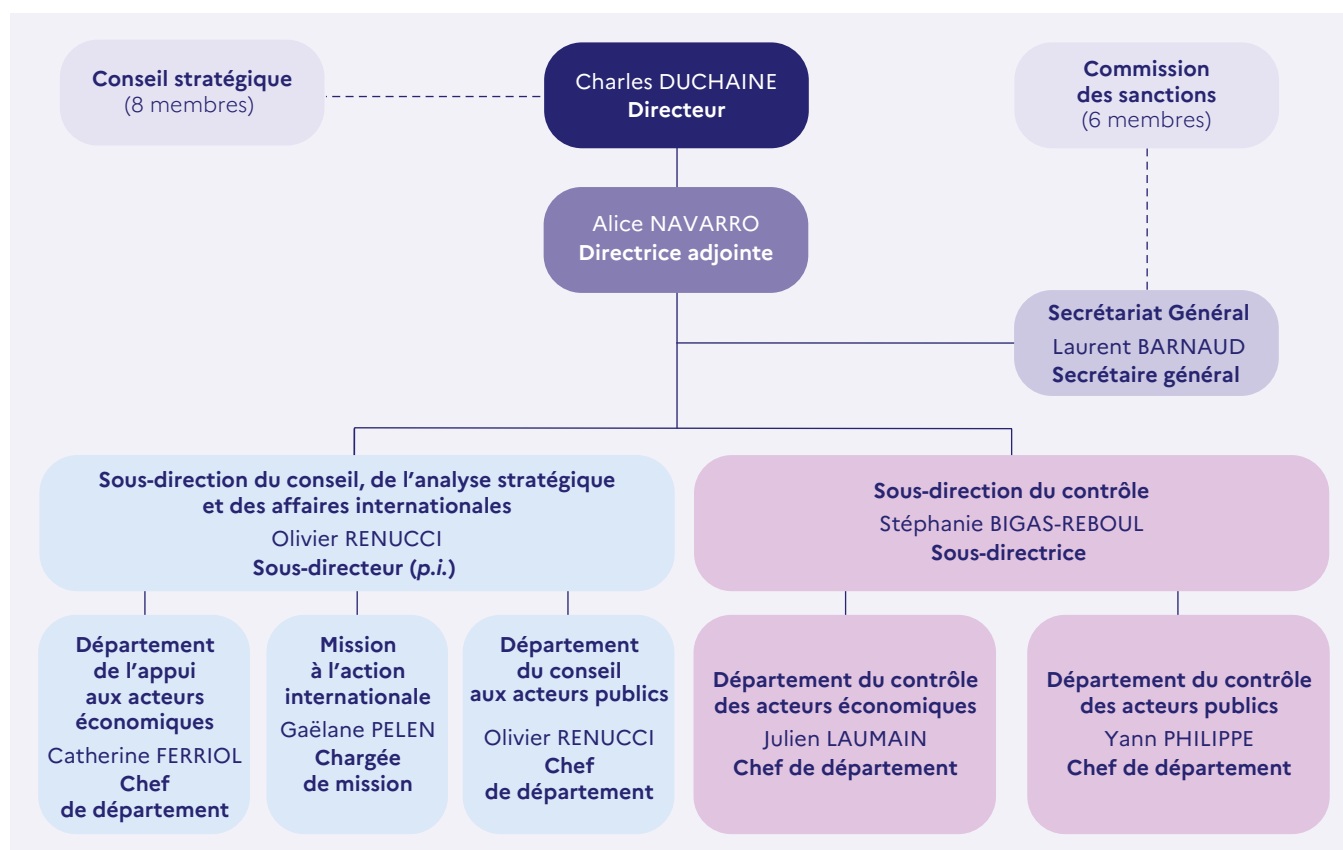 Conseil stratégique
(8 membres)
Charles DUCHAINE
Directeur
Commission
des sanctions
(6 membres)
Alice NAVARRO
Directrice adjointe
Secrétariat Général
Laurent BARNAUD
Secrétaire général
Sous-direction du conseil, de l'analyse stratégique
et des affaires internationales
Olivier RENUCCI
Sous-directeur (p.i.)
Sous-direction du contrôle
Stéphanie BIGAS-REBOUL
Sous-directrice
Département
de l'appui
aux acteurs
économiques
Catherine FERRIOL
Chef
de département
Mission
à l'action
internationale
Gaëlane PELEN
Chargée
de mission
Département
du conseil
aux acteurs publics
Olivier RENUCCI
Chef
de département
Département du contrôle
des acteurs économiques
Julien LAUMAIN
Chef de département
Département du contrôle
des acteurs publics
Yann PHILIPPE
Chef de département